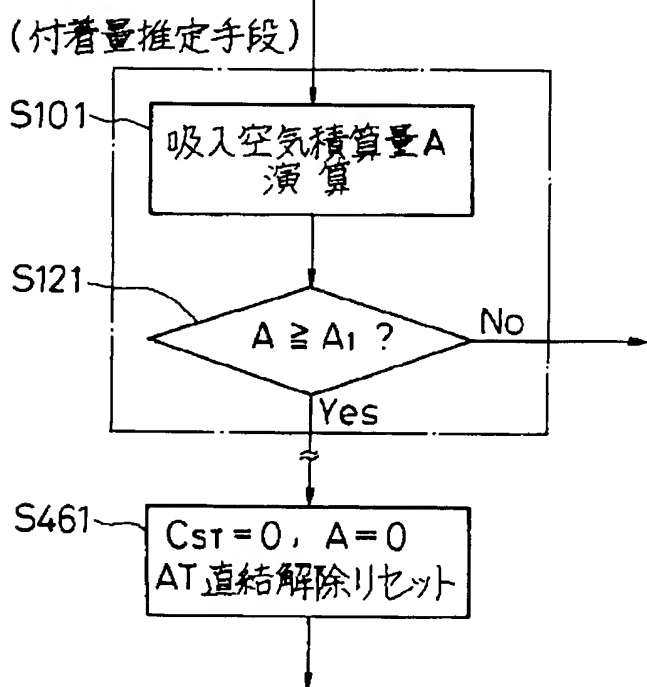 (付着量推定手段)
S101
吸入空気積算量A
演算
S121
A ≧ A1 ?
No
Yes
S461
CST=0, A=0
AT直結解除リセット